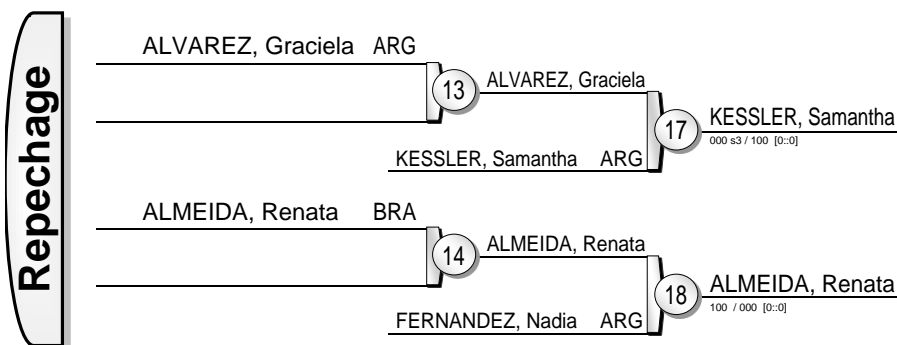 Repechage
ALVAREZ, Graciela ARG
13
ALVAREZ, Graciela
KESSLER, Samantha ARG
17
KESSLER, Samantha
000 s3 / 100 [0::0]
ALMEIDA, Renata BRA
14
ALMEIDA, Renata
FERNANDEZ, Nadia ARG
18
ALMEIDA, Renata
100 / 000 [0::0]